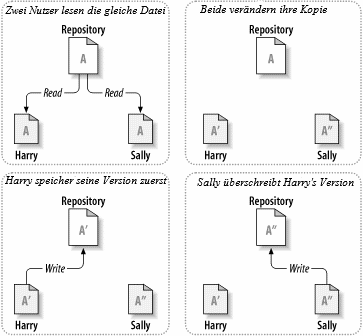 Zwei Nutzer lesen die gleiche Datei
Repository
A
Read
Read
A
A
Harry
Sally
Beide verändern ihre Kopie
Repository
A
A'
A"
Harry
Sally
Harry speicher seine Version zuerst
Repository
A'
Write
A'
A"
Harry
Sally
Sally überschreibt Harry's Version
Repository
A"
Write
A'
A"
Harry
Sally